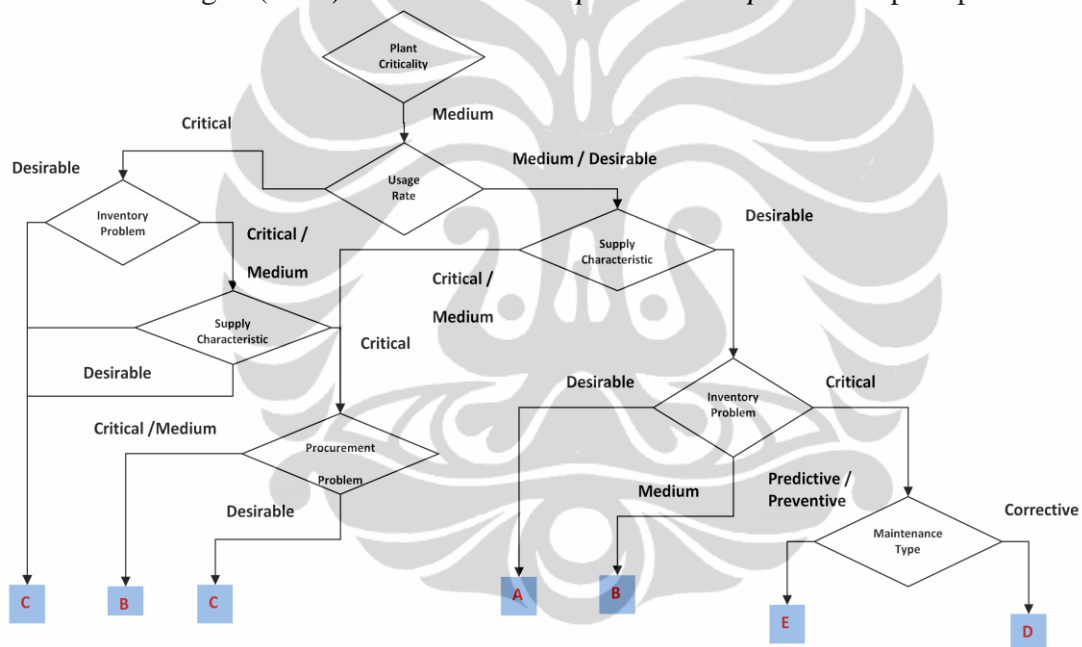 Plant
Criticality
Medium
Critical
Medium / Desirable
Desirable
Usage
Rate
Inventory
Problem
Desirable
Supply
Characteristic
Critical /
Medium
Critical /
Medium
Supply
Characteristic
Critical
Desirable
Desirable
Inventory
Problem
Critical
Critical /Medium
Procurement
Problem
Desirable
Medium
Predictive /
Preventive
Corrective
Maintenance
Type
C
B
C
A
B
E
D